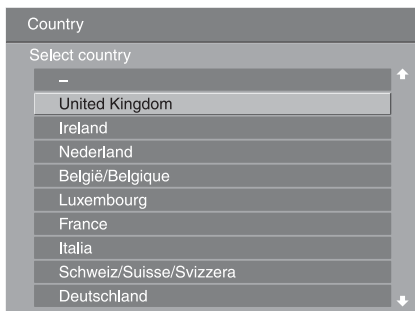 Country
Select country
–
United Kingdom
Ireland
Nederland
België/Belgique
Luxembourg
France
Italia
Schweiz/Suisse/Svizzera
Deutschland